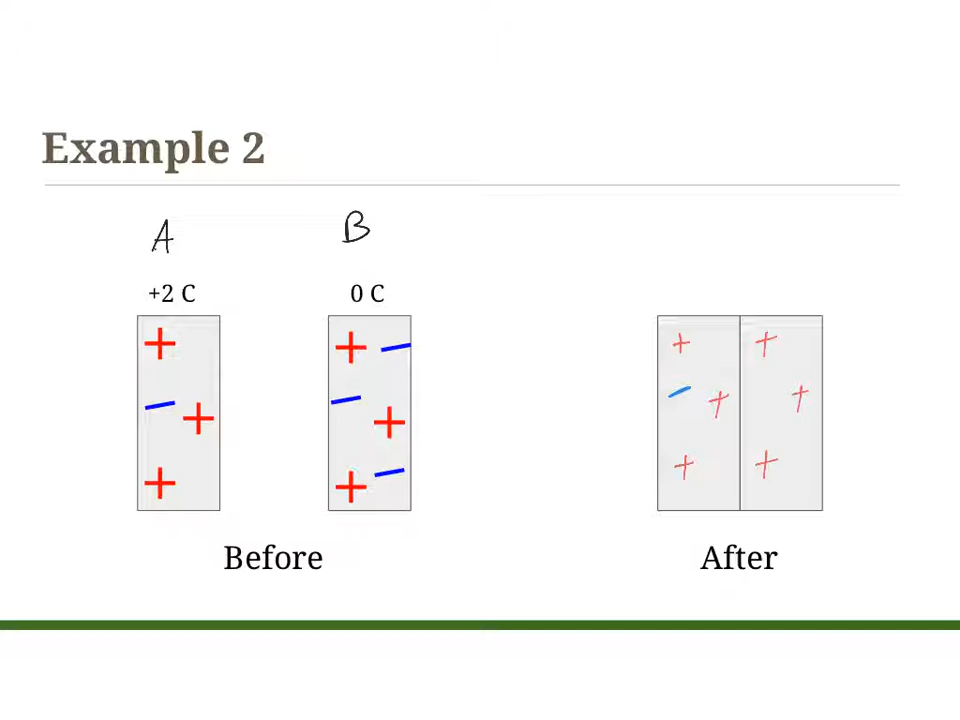 Example 2
A B
+2 C 0 C
+ + − + +
− + − + − + +
+ + − + +
Before After